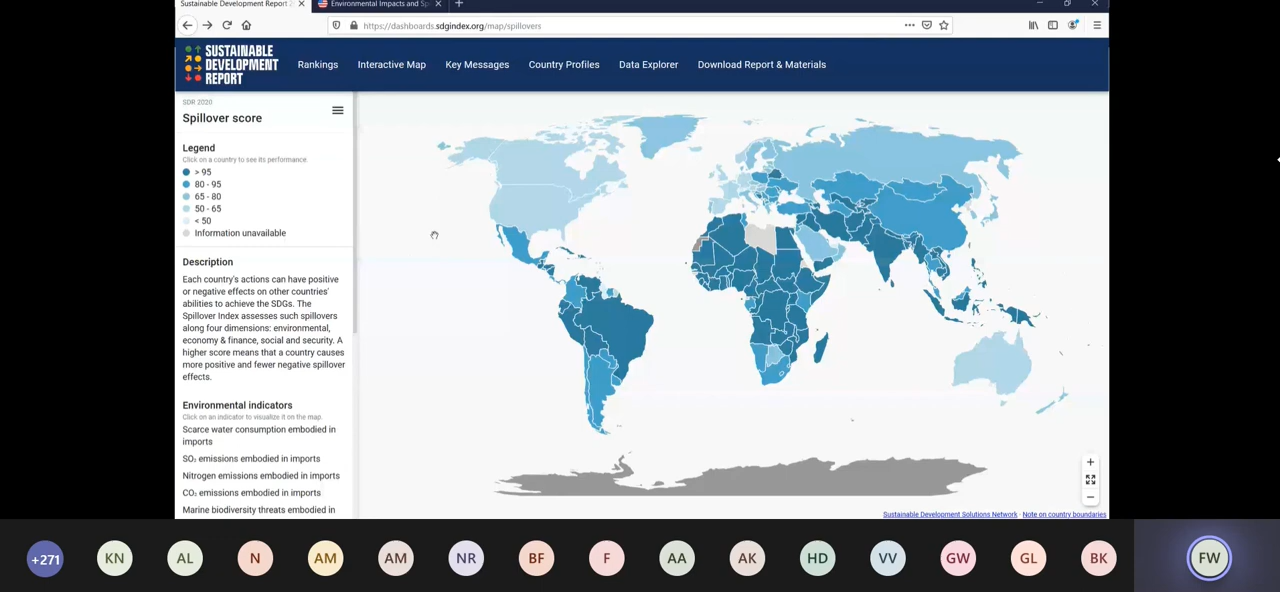 Sustainable Development Report 2
Environmental Impacts and Sp
https://dashboards.sdgindex.org/map/spillovers
SUSTAINABLE
DEVELOPMENT
REPORT
Rankings
Interactive Map
Key Messages
Country Profiles
Data Explorer
Download Report & Materials
SDR 2020
Spillover score
Legend
Click on a country to see its performance
> 95
80 - 95
65 - 80
50 - 65
< 50
Information unavailable
Description
Each country's actions can have positive
or negative effects on other countries'
abilities to achieve the SDGs. The
Spillover Index assesses such spillovers
along four dimensions: environmental,
economy & finance, social and security. A
higher score means that a country causes
more positive and fewer negative spillover
effects.
Environmental indicators
Click on an indicator to visualize it on the map
Scarce water consumption embodied in
imports
SO₂ emissions embodied in imports
Nitrogen emissions embodied in imports
CO₂ emissions embodied in imports
Marine biodiversity threats embodied in
Sustainable Development Solutions Network · Note on country boundaries
+271
KN
AL
N
AM
AM
NR
BF
F
AA
AK
HD
VV
GW
GL
BK
FW